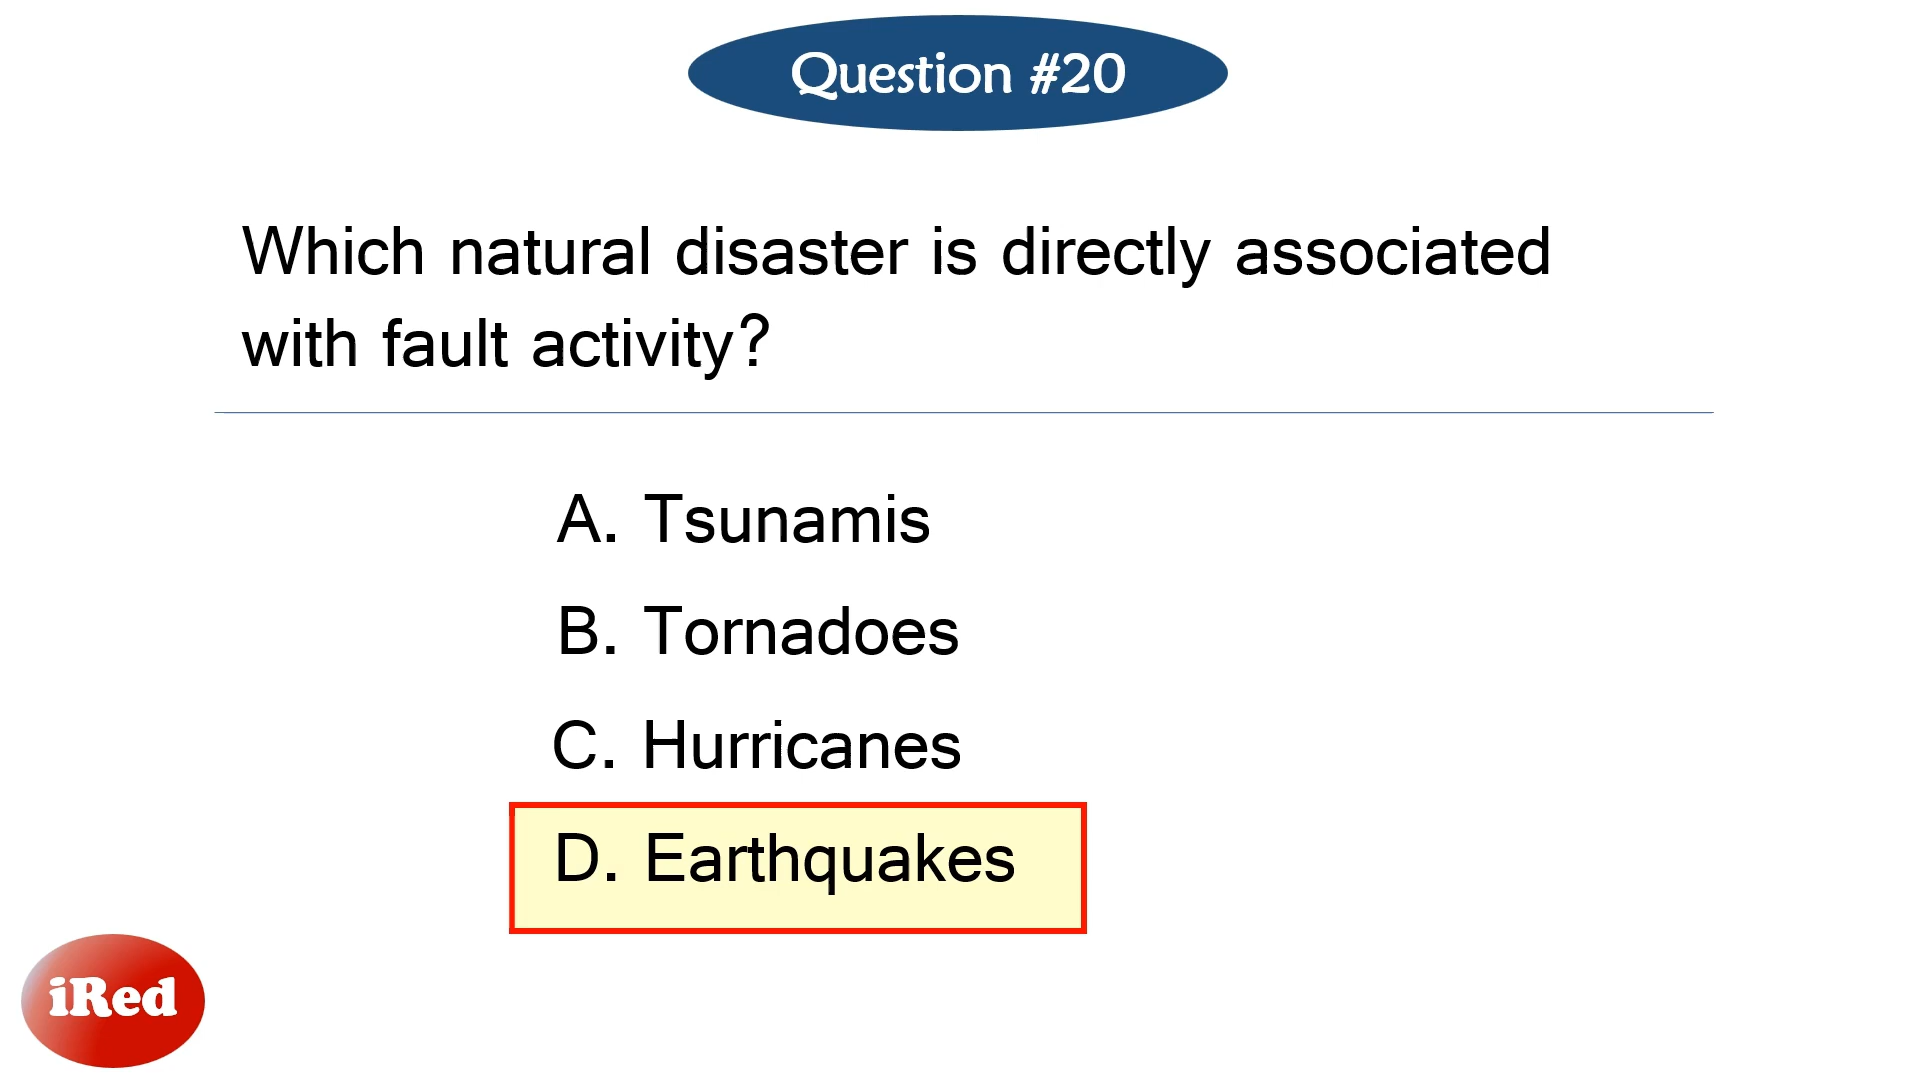 Question #20
Which natural disaster is directly associated
with fault activity?
A. Tsunamis
B. Tornadoes
C. Hurricanes
D. Earthquakes
iRed